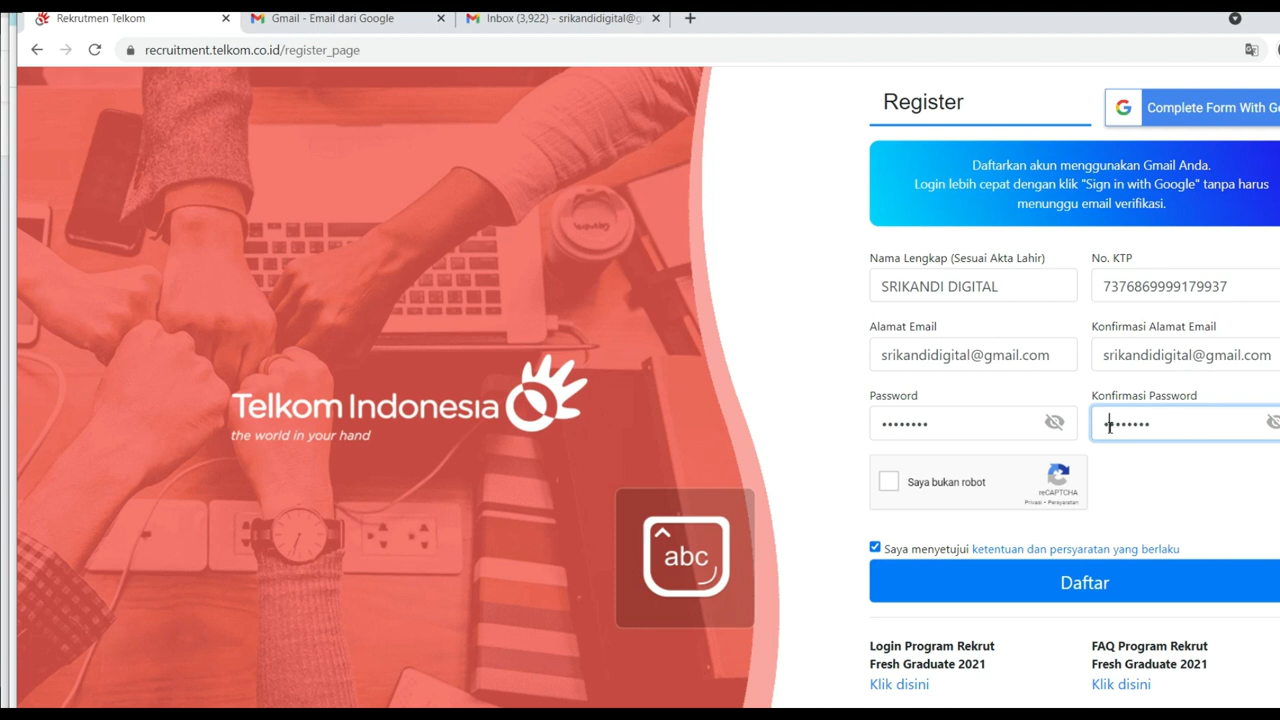 Rekrutmen Telkom
Gmail - Email dari Google
Inbox (3,922) - srikandidigital@g
recruitment.telkom.co.id/register_page
Register
Complete Form With Go
Daftarkan akun menggunakan Gmail Anda.
Login lebih cepat dengan klik "Sign in with Google" tanpa harus
menunggu email verifikasi.
Nama Lengkap (Sesuai Akta Lahir)
No. KTP
SRIKANDI DIGITAL
7376869999179937
Alamat Email
Konfirmasi Alamat Email
srikandidigital@gmail.com
srikandidigital@gmail.com
Password
Konfirmasi Password
Telkom Indonesia
the world in your hand
Saya bukan robot
reCAPTCHA
Privasi - Persyaratan
abc
Saya menyetujui ketentuan dan persyaratan yang berlaku
Daftar
Login Program Rekrut
Fresh Graduate 2021
Klik disini
FAQ Program Rekrut
Fresh Graduate 2021
Klik disini